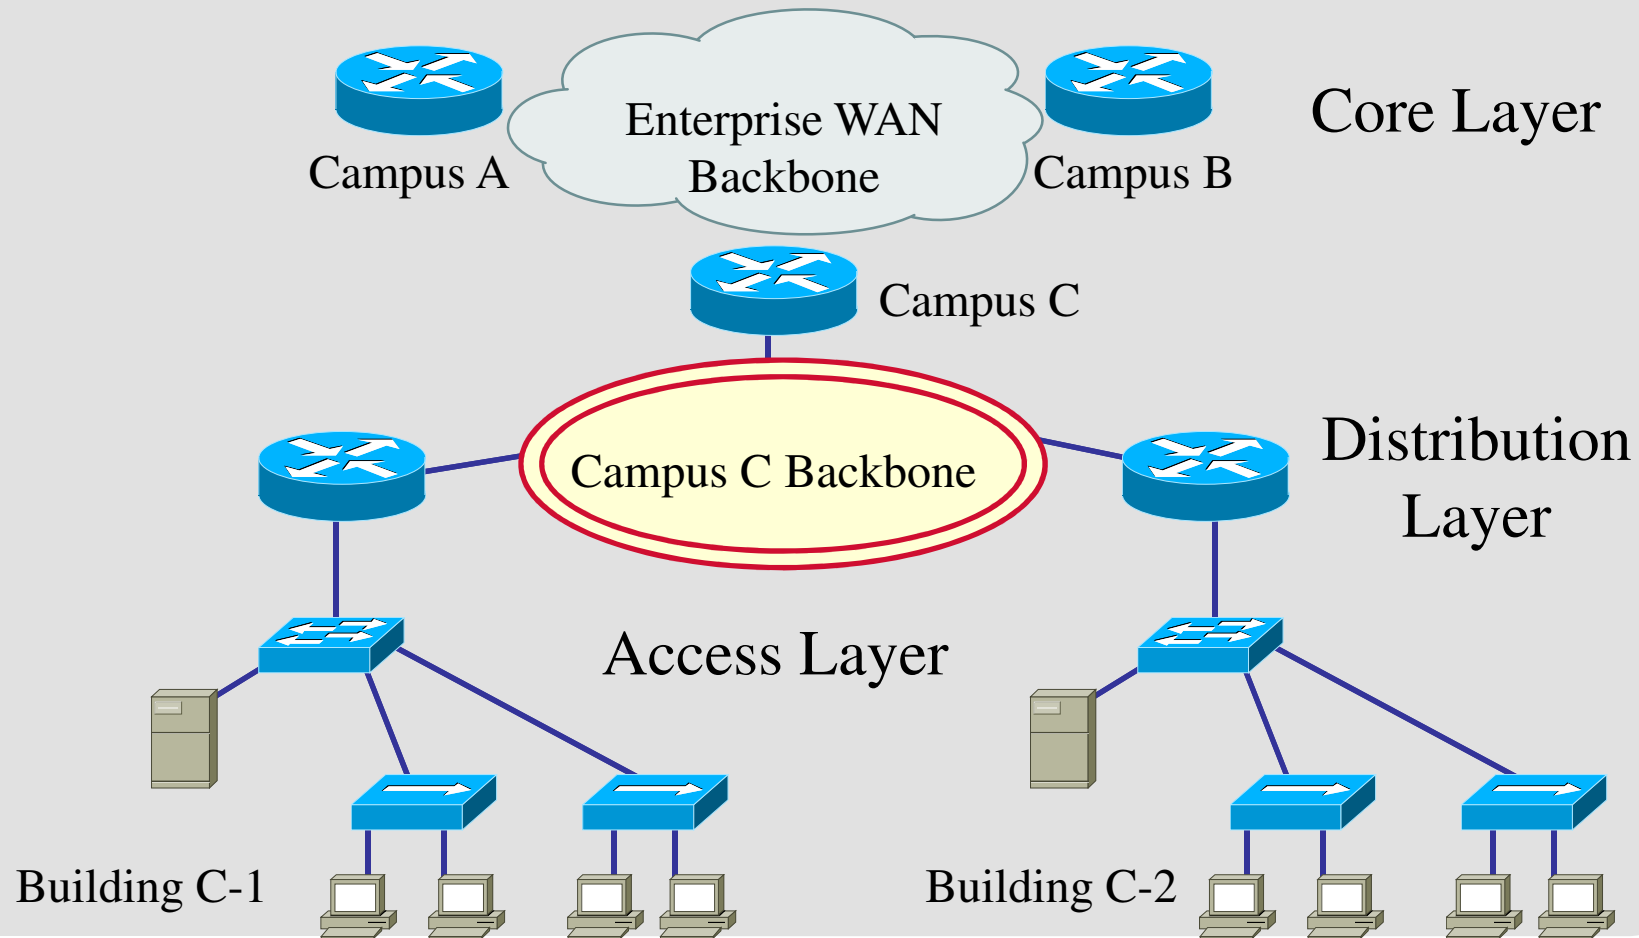 Enterprise WAN
Backbone
Core Layer
Campus A
Campus B
Campus C
Campus C Backbone
Distribution
Layer
Access Layer
Building C-1
Building C-2